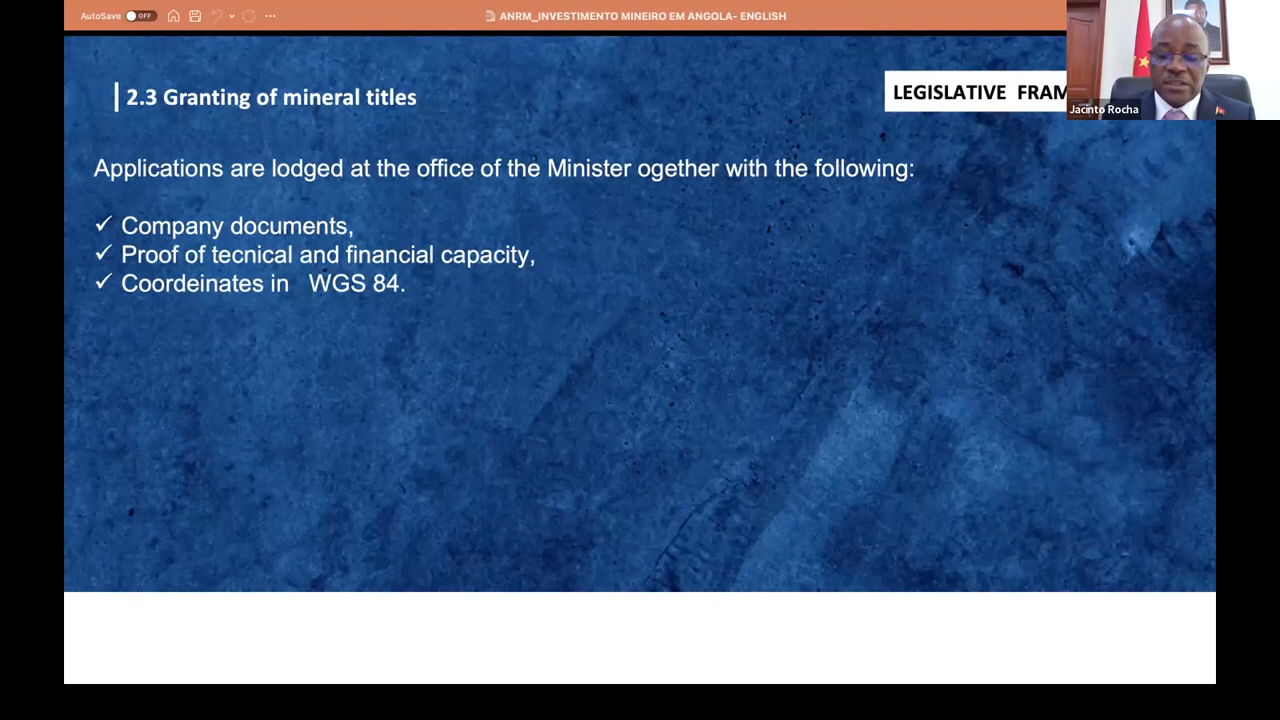 AutoSave OFF
ANRM_INVESTIMENTO MINEIRO EM ANGOLA- ENGLISH
2.3 Granting of mineral titles
LEGISLATIVE FRAM
Jacinto Rocha
Applications are lodged at the office of the Minister ogether with the following:
Company documents,
Proof of tecnical and financial capacity,
Coordeinates in WGS 84.